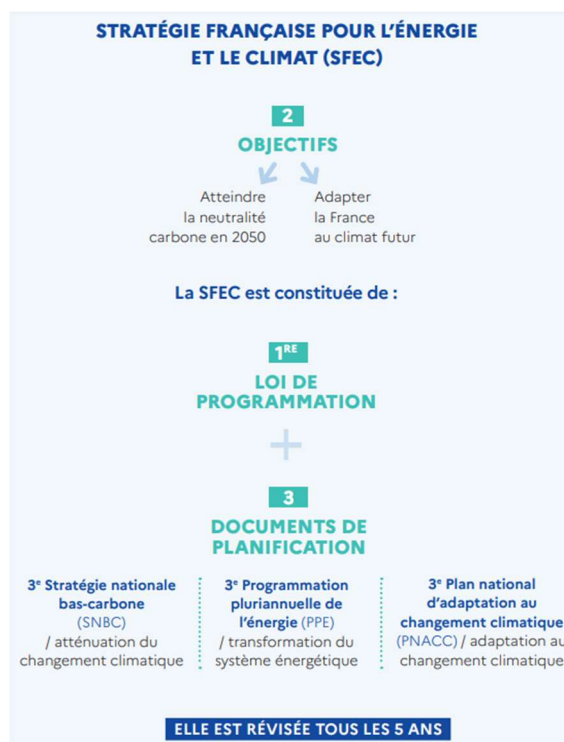 STRATÉGIE FRANÇAISE POUR L'ÉNERGIE
ET LE CLIMAT (SFEC)
2
OBJECTIFS
Atteindre
la neutralité
carbone en 2050
Adapter
la France
au climat futur
La SFEC est constituée de :
1RE
LOI DE
PROGRAMMATION
+
3
DOCUMENTS DE
PLANIFICATION
3e Stratégie nationale
bas-carbone
(SNBC)
/ atténuation du
changement climatique
3e Programmation
pluriannuelle de
l'énergie (PPE)
/ transformation du
système énergétique
3e Plan national
d'adaptation au
changement climatique
(PNACC) / adaptation au
changement climatique
ELLE EST RÉVISÉE TOUS LES 5 ANS